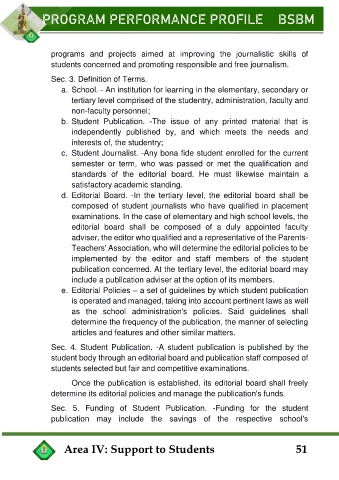 PROGRAM PERFORMANCE PROFILE BSBM
programs and projects aimed at improving the journalistic skills of
students concerned and promoting responsible and free journalism.
Sec. 3. Definition of Terms.
a. School. - An institution for learning in the elementary, secondary or
tertiary level comprised of the studentry, administration, faculty and
non-faculty personnel;
b. Student Publication. -The issue of any printed material that is
independently published by, and which meets the needs and
interests of, the studentry;
c. Student Journalist. -Any bona fide student enrolled for the current
semester or term, who was passed or met the qualification and
standards of the editorial board. He must likewise maintain a
satisfactory academic standing.
d. Editorial Board. -In the tertiary level, the editorial board shall be
composed of student journalists who have qualified in placement
examinations. In the case of elementary and high school levels, the
editorial board shall be composed of a duly appointed faculty
adviser, the editor who qualified and a representative of the Parents-
Teachers' Association, who will determine the editorial policies to be
implemented by the editor and staff members of the student
publication concerned. At the tertiary level, the editorial board may
include a publication adviser at the option of its members.
e. Editorial Policies – a set of guidelines by which student publication
is operated and managed, taking into account pertinent laws as well
as the school administration's policies. Said guidelines shall
determine the frequency of the publication, the manner of selecting
articles and features and other similar matters.
Sec. 4. Student Publication. -A student publication is published by the
student body through an editorial board and publication staff composed of
students selected but fair and competitive examinations.
Once the publication is established, its editorial board shall freely
determine its editorial policies and manage the publication's funds.
Sec. 5. Funding of Student Publication. -Funding for the student
publication may include the savings of the respective school's
Area IV: Support to Students 51